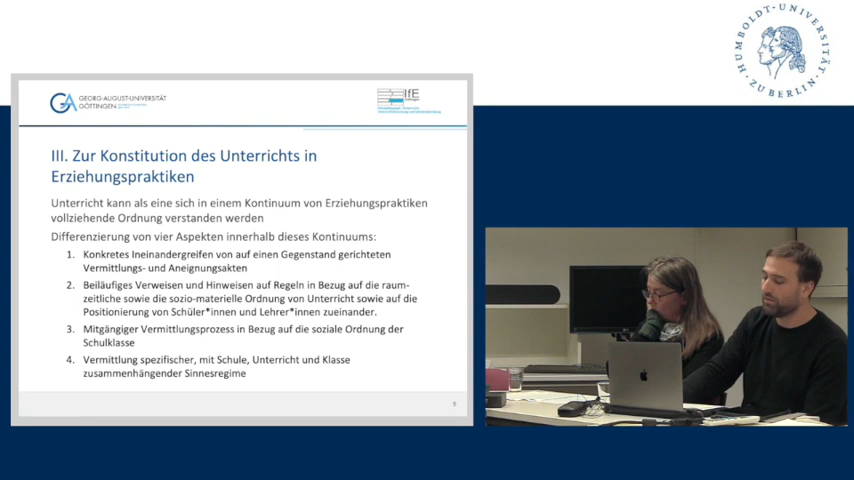 HUMBOLDT-UNIVERSITÄT
ZU BERLIN
GEORG-AUGUST-UNIVERSITÄT
GÖTTINGEN
IfE
III. Zur Konstitution des Unterrichts in
Erziehungspraktiken
Unterricht kann als eine sich in einem Kontinuum von Erziehungspraktiken
vollziehende Ordnung verstanden werden
Differenzierung von vier Aspekten innerhalb dieses Kontinuums:
1. Konkretes Ineinandergreifen von auf einen Gegenstand gerichteten
Vermittlungs- und Aneignungsakten
2. Beiläufiges Verweisen und Hinweisen auf Regeln in Bezug auf die raum-
zeitliche sowie die sozio-materielle Ordnung von Unterricht sowie auf die
Positionierung von Schüler*innen und Lehrer*innen zueinander.
3. Mitgängiger Vermittlungsprozess in Bezug auf die soziale Ordnung der
Schulklasse
4. Vermittlung spezifischer, mit Schule, Unterricht und Klasse
zusammenhängender Sinnesregime
9